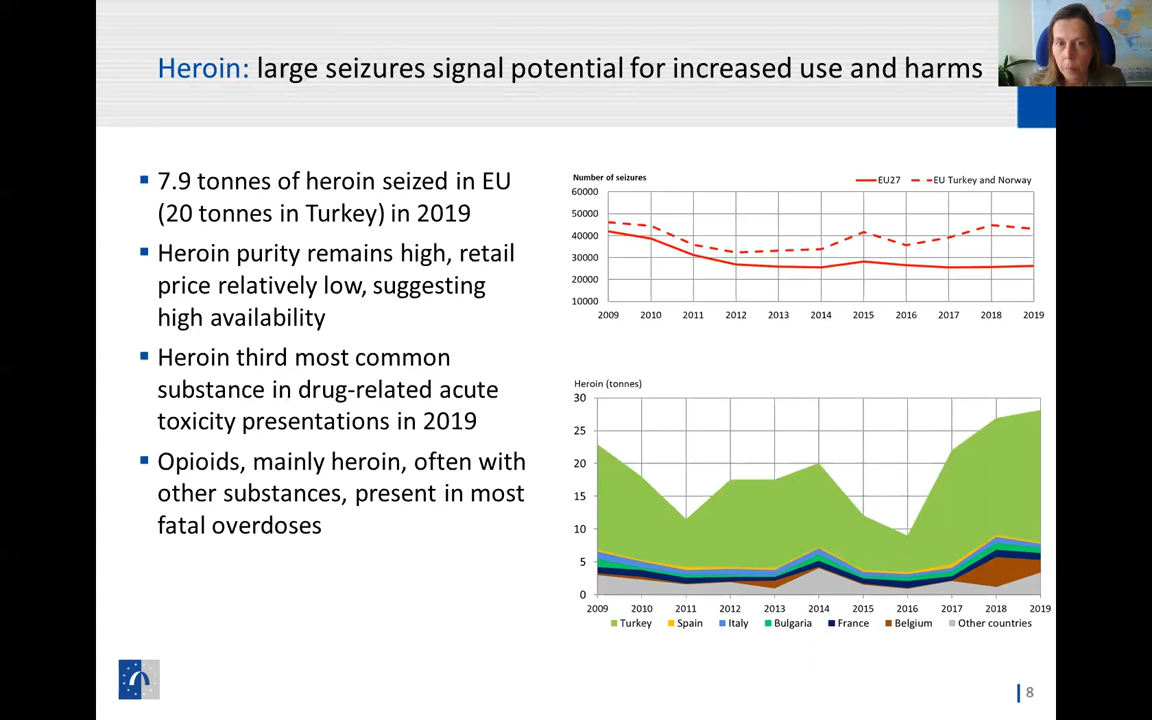 Heroin: large seizures signal potential for increased use and harms
7.9 tonnes of heroin seized in EU
(20 tonnes in Turkey) in 2019
Heroin purity remains high, retail
price relatively low, suggesting
high availability
Heroin third most common
substance in drug-related acute
toxicity presentations in 2019
Opioids, mainly heroin, often with
other substances, present in most
fatal overdoses
Number of seizures
EU27 EU Turkey and Norway
60000
50000
40000
30000
20000
10000
2009 2010 2011 2012 2013 2014 2015 2016 2017 2018 2019
Heroin (tonnes)
30
25
20
15
10
5
0
2009 2010 2011 2012 2013 2014 2015 2016 2017 2018 2019
Turkey Spain Italy Bulgaria France Belgium Other countries
8